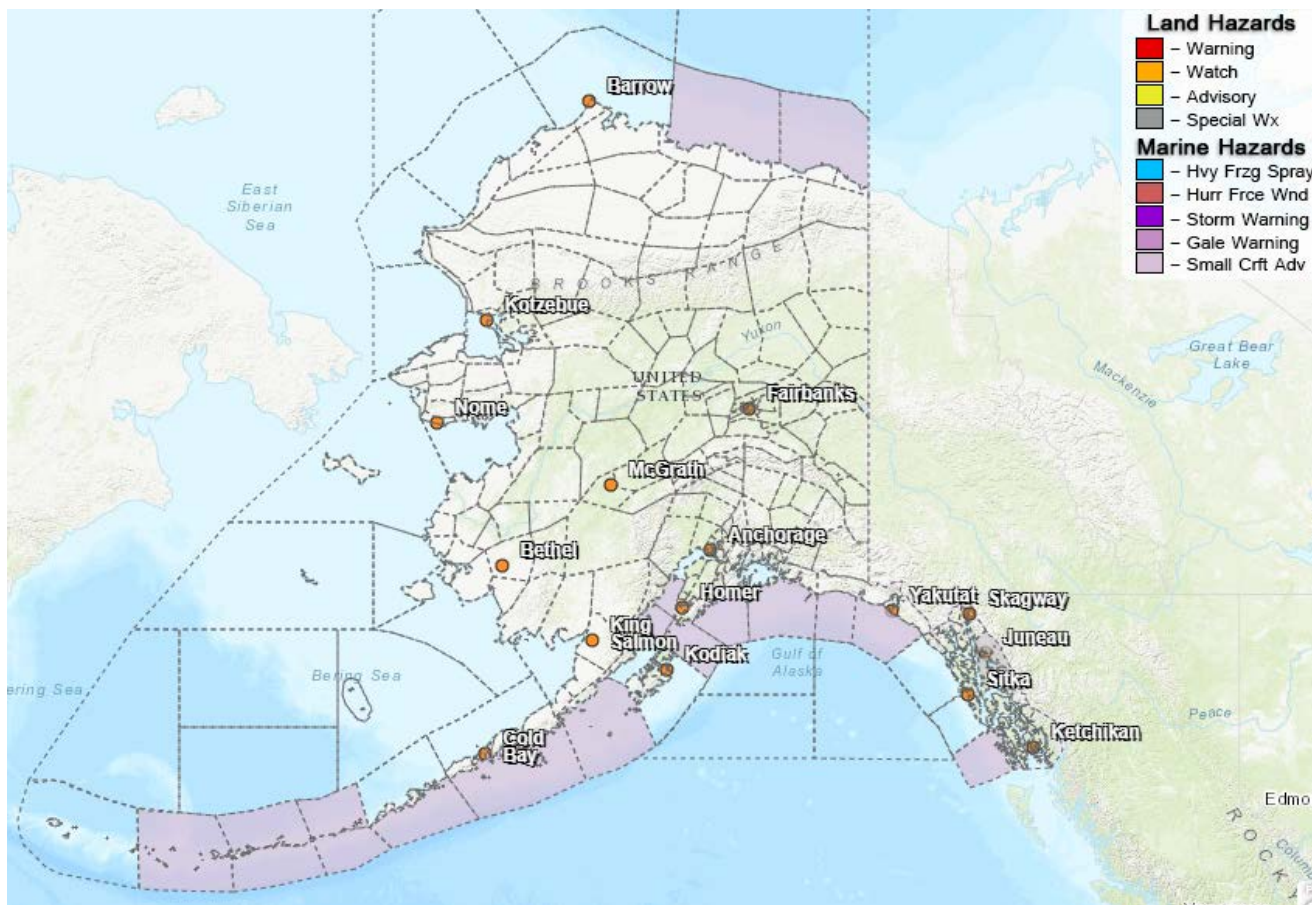 Land Hazards
– Warning
– Watch
– Advisory
– Special Wx
Marine Hazards
– Hvy Frzg Spray
– Hurr Frce Wnd
– Storm Warning
– Gale Warning
– Small Crft Adv
Barrow
East
Siberian
Sea
BROOKS RANGE
Kotzebue
Yukon
Great Bear
Lake
Mackenzie
UNITED
STATES
Fairbanks
Nome
McGrath
Anchorage
Bethel
Homer
Yakutat
Skagway
King
Salmon
Juneau
Kodiak
Gulf of
Alaska
Bering Sea
ering Sea
Sitka
Peace
Ketchikan
Cold
Bay
Edmo
ROCKY
Columb